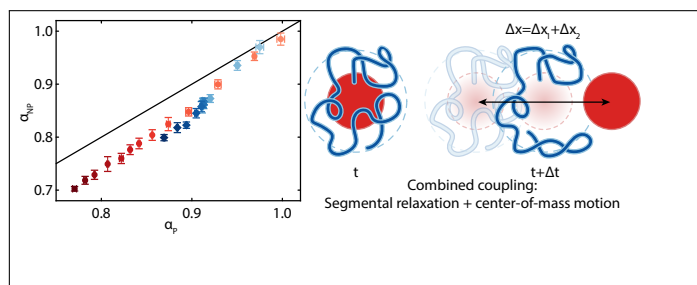 1.0
0.9
0.8
0.7
α_NP
0.8
0.9
1.0
α_P
Δx=Δx₁+Δx₂
t
t+Δt
Combined coupling:
Segmental relaxation + center-of-mass motion